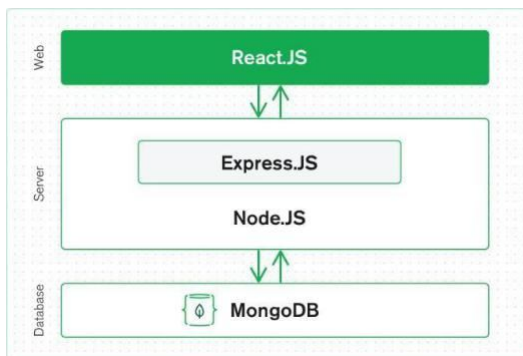 Web
React.JS
Server
Express.JS
Node.JS
Database
MongoDB